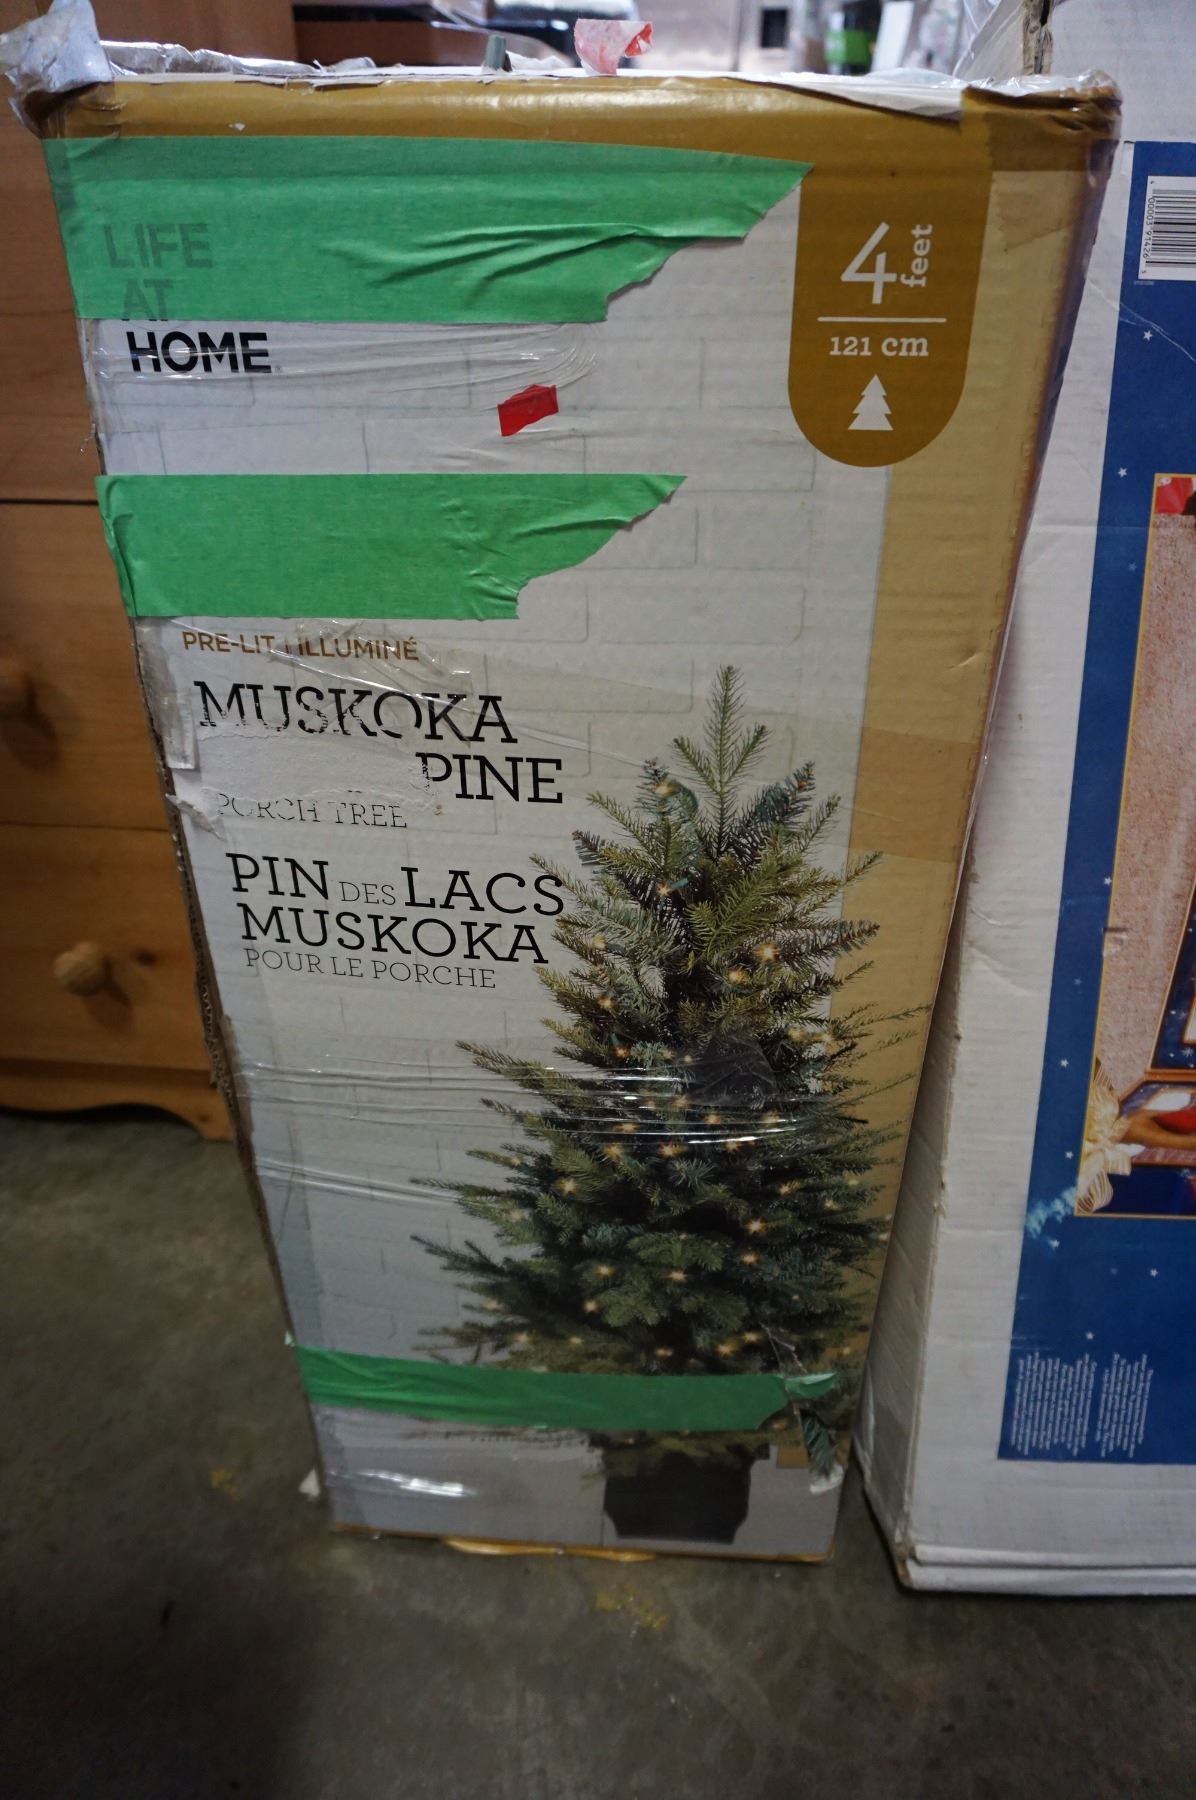 LIFE
AT
HOME
4 feet
121 cm
PRE-LIT | ILLUMINÉ
MUSKOKA
PINE
PORCH TREE
PIN DES LACS
MUSKOKA
POUR LE PORCHE